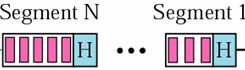 Segment N Segment 1
H ••• H